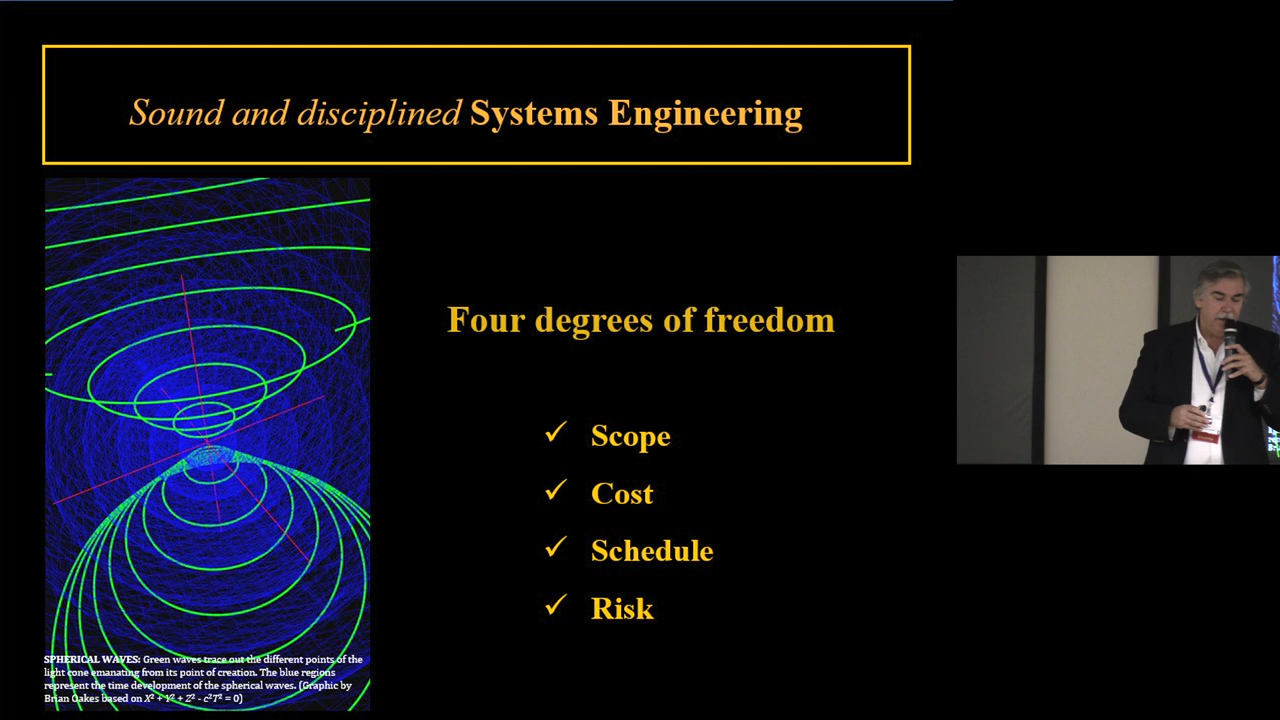 Sound and disciplined Systems Engineering
Four degrees of freedom
✓ Scope
✓ Cost
✓ Schedule
✓ Risk
SPHERICAL WAVES: Green waves trace out the different points of the
light cone emanating from its point of creation. The blue regions
represent the time development of the spherical waves. (Graphic by
Brian Oakes based on X² + Y² + Z² - c²T² = 0)